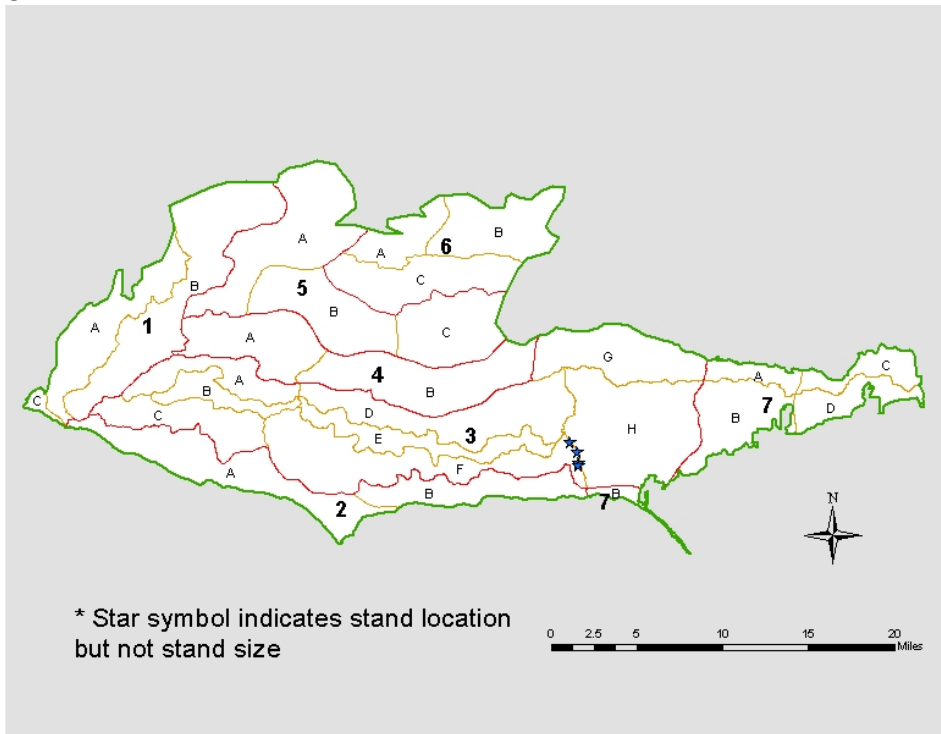 B
6
A
A
C
5
B
B
1
A
A
C
G
4
A
C
A
B
B
C
D
7
B
D
C
3
H
E
F
A
B
B
7
2
N
* Star symbol indicates stand location
but not stand size
0 2.5 5 10 15 20
Miles